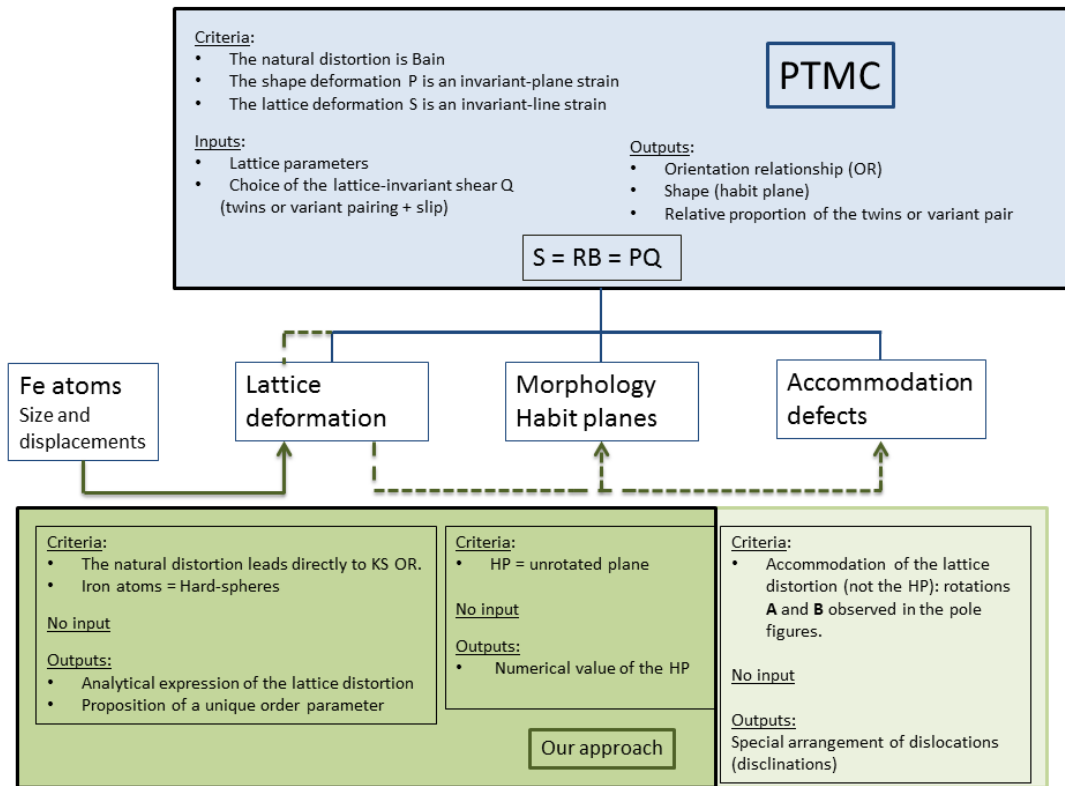 Criteria:
• The natural distortion is Bain
• The shape deformation P is an invariant-plane strain
• The lattice deformation S is an invariant-line strain
PTMC
Inputs:
• Lattice parameters
• Choice of the lattice-invariant shear Q
(twins or variant pairing + slip)
Outputs:
• Orientation relationship (OR)
• Shape (habit plane)
• Relative proportion of the twins or variant pair
S = RB = PQ
Fe atoms
Size and
displacements
Lattice
deformation
Morphology
Habit planes
Accommodation
defects
Criteria:
• The natural distortion leads directly to KS OR.
• Iron atoms = Hard-spheres
No input
Outputs:
• Analytical expression of the lattice distortion
• Proposition of a unique order parameter
Criteria:
• HP = unrotated plane
No input
Outputs:
• Numerical value of the HP
Criteria:
• Accommodation of the lattice
distortion (not the HP): rotations
A and B observed in the pole
figures.
No input
Outputs:
Special arrangement of dislocations
(disclinations)
Our approach